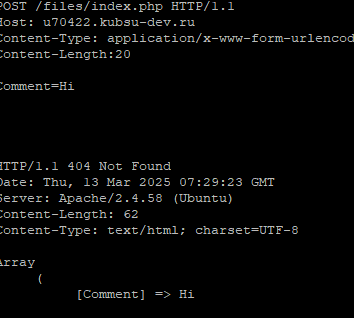 POST /files/index.php HTTP/1.1
Host: u70422.kubsu-dev.ru
Content-Type: application/x-www-form-urlencod
Content-Length:20
Comment=Hi
HTTP/1.1 404 Not Found
Date: Thu, 13 Mar 2025 07:29:23 GMT
Server: Apache/2.4.58 (Ubuntu)
Content-Length: 62
Content-Type: text/html; charset=UTF-8
Array
(
[Comment] => Hi